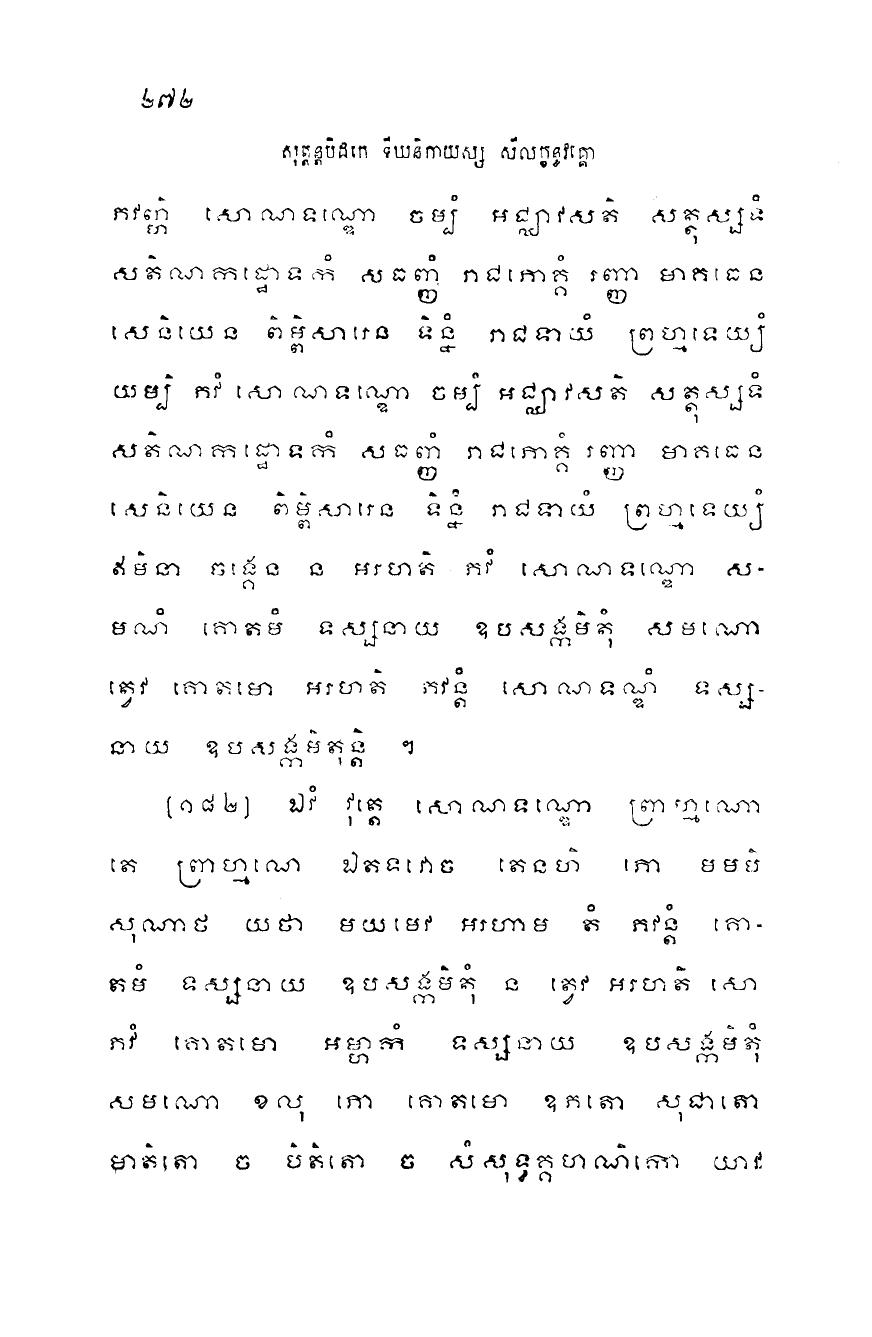 ២៧២
សុត្តន្តបិដកេ ទីឃនិកាយស្ស សីលក្ខន្ធវគ្គោ
ភវញ្ហិ សោណទណ្ឌោ ចម្បំ អជ្ឈាវសតិ សត្តុស្សទំ
សតិណកដ្ឋោទកំ សធញ្ញំ រាជភោគ្គំ រញ្ញា មាគធេន
សេនិយេន ពិម្ពិសារេន ទិន្នំ រាជទាយំ ព្រហ្មទេយ្យំ
យម្បិ ភវំ សោណទណ្ឌោ ចម្បំ អជ្ឈាវសតិ សត្តុស្សទំ
សតិណកដ្ឋោទកំ សធញ្ញំ រាជភោគ្គំ រញ្ញា មាគធេន
សេនិយេន ពិម្ពិសារេន ទិន្នំ រាជទាយំ ព្រហ្មទេយ្យំ
ឥមិនា ចង្គេន ន អរហតិ ភវំ សោណទណ្ឌោ ស-
មណំ គោតមំ ទស្សនាយ ឧបសង្កមិតុំ សមណោ
ត្វេវ គោតមោ អរហតិ ភវន្តំ សោណទណ្ឌំ ទស្ស-
នាយ ឧបសង្កមិតុន្តិ ។
[១៨២] ឯវំ វុត្តេ សោណទណ្ឌោ ព្រាហ្មណោ
តេ ព្រាហ្មណេ ឯតទវោច តេនហិ ភោ មមបិ
សុណាថ យថា មយមេវ អរហាម តំ ភវន្តំ គោ-
តមំ ទស្សនាយ ឧបសង្កមិតុំ ន ត្វេវ អរហតិ សោ
ភវំ គោតមោ អម្ហាកំ ទស្សនាយ ឧបសង្កមិតុំ
សមណោ ខលុ ភោ គោតមោ ឧភតោ សុជាតោ
មាតិតោ ច បិតិតោ ច សំសុទ្ធគ្គហណិកោ យាវ